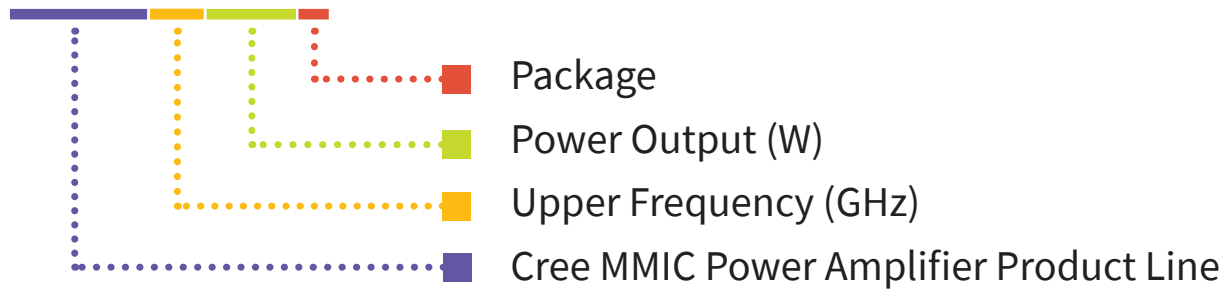 Package
Power Output (W)
Upper Frequency (GHz)
Cree MMIC Power Amplifier Product Line